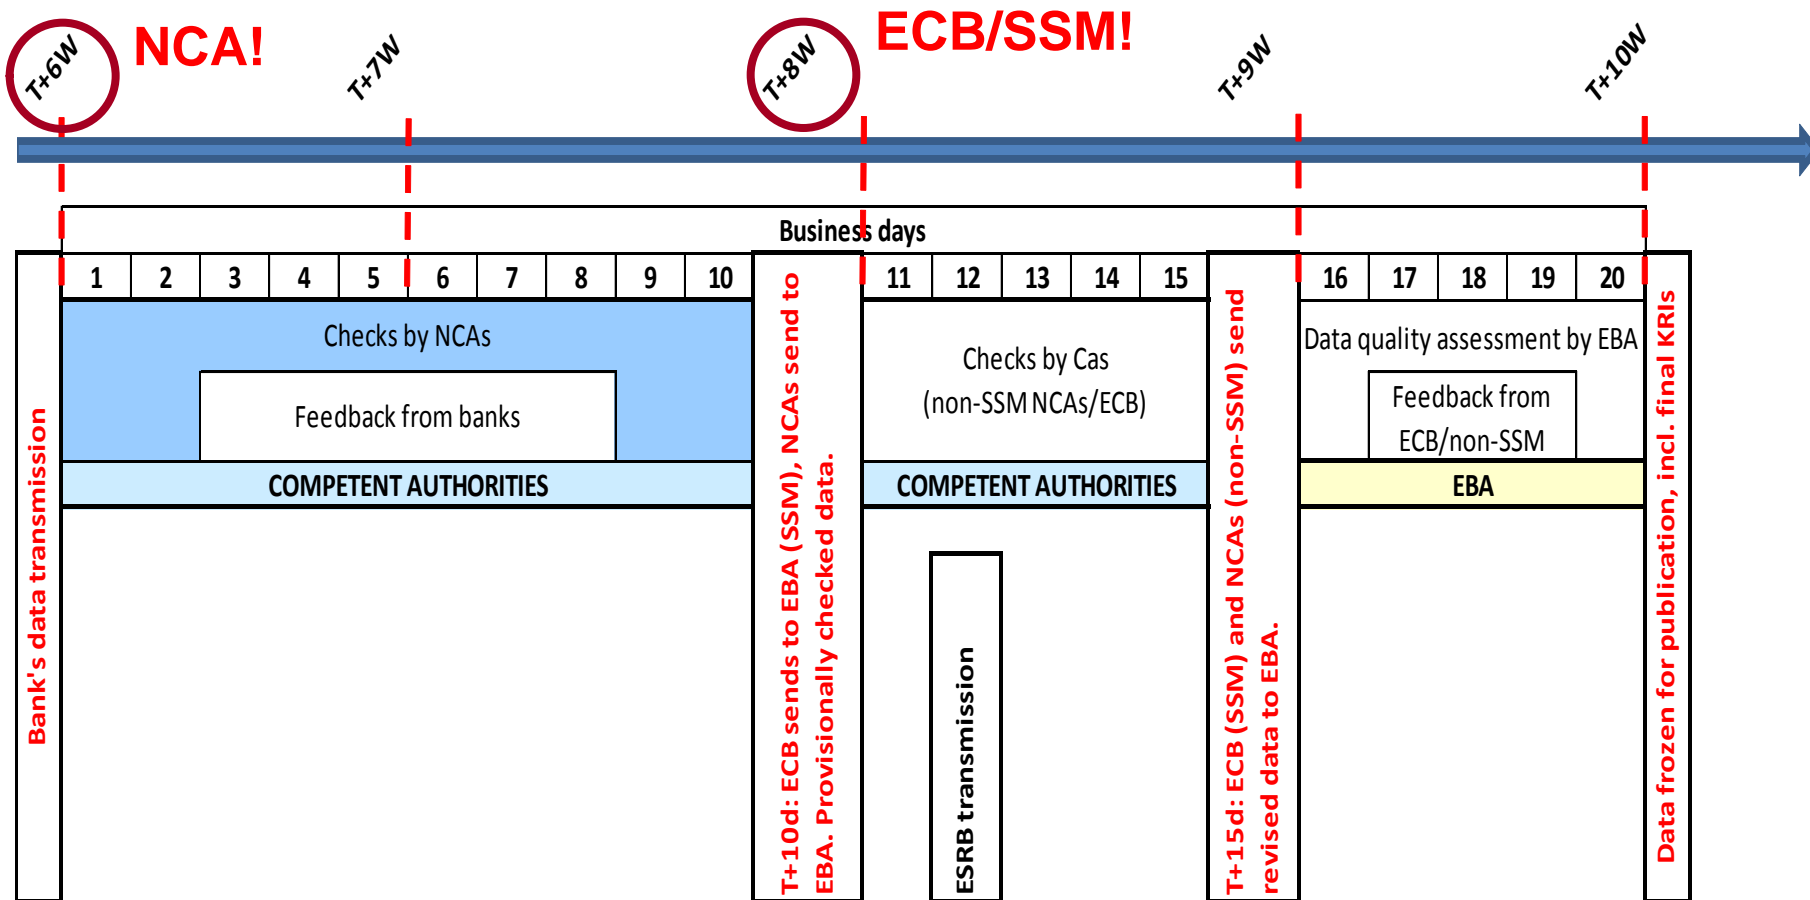 NCA!
ECB/SSM!
T+6W
T+7W
T+8W
T+9W
T+10W
Business days
1 2 3 4 5 6 7 8 9 10 11 12 13 14 15 16 17 18 19 20
Bank's data transmission
Checks by NCAs
Feedback from banks
COMPETENT AUTHORITIES
T+10d: ECB sends to EBA (SSM), NCAs send to
EBA. Provisionally checked data.
Checks by Cas
(non-SSM NCAs/ECB)
COMPETENT AUTHORITIES
ESRB transmission
T+15d: ECB (SSM) and NCAs (non-SSM) send
revised data to EBA.
Data quality assessment by EBA
Feedback from
ECB/non-SSM
EBA
Data frozen for publication, incl. final KRIs